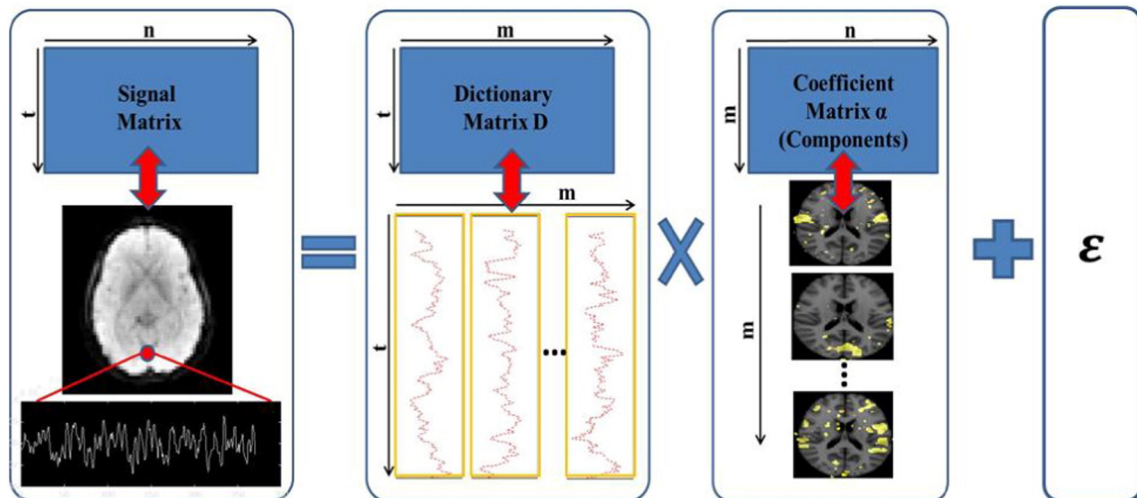 n
t
Signal
Matrix
=
m
t
Dictionary
Matrix D
m
t
...
×
n
m
Coefficient
Matrix α
(Components)
m
+
ε